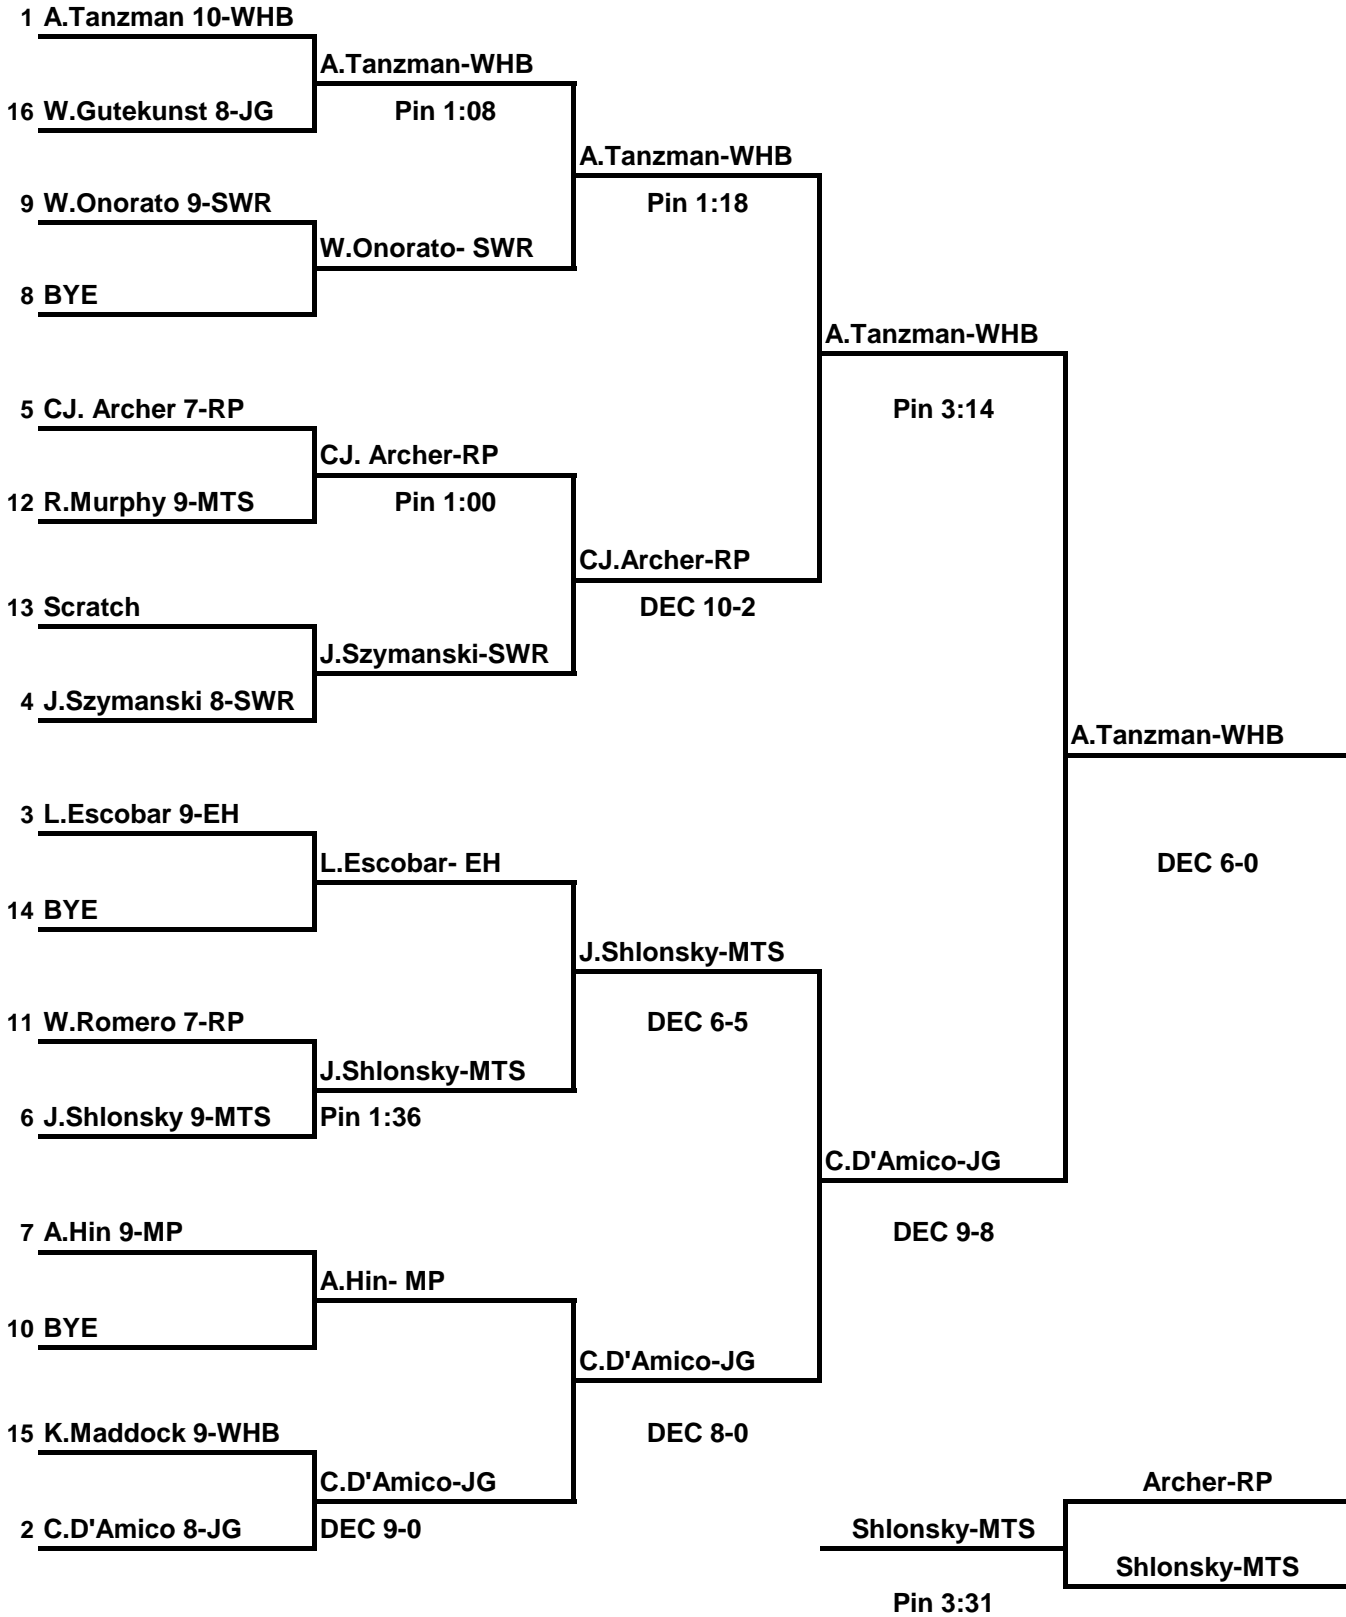 1 A.Tanzman 10-WHB
A.Tanzman-WHB
16 W.Gutekunst 8-JG
Pin 1:08
A.Tanzman-WHB
9 W.Onorato 9-SWR
Pin 1:18
W.Onorato- SWR
8 BYE
A.Tanzman-WHB
5 CJ. Archer 7-RP
Pin 3:14
CJ. Archer-RP
12 R.Murphy 9-MTS
Pin 1:00
CJ.Archer-RP
13 Scratch
DEC 10-2
J.Szymanski-SWR
4 J.Szymanski 8-SWR
A.Tanzman-WHB
3 L.Escobar 9-EH
L.Escobar- EH
DEC 6-0
14 BYE
J.Shlonsky-MTS
11 W.Romero 7-RP
DEC 6-5
J.Shlonsky-MTS
6 J.Shlonsky 9-MTS
Pin 1:36
C.D'Amico-JG
7 A.Hin 9-MP
DEC 9-8
A.Hin- MP
10 BYE
C.D'Amico-JG
15 K.Maddock 9-WHB
DEC 8-0
C.D'Amico-JG
Archer-RP
2 C.D'Amico 8-JG
DEC 9-0
Shlonsky-MTS
Shlonsky-MTS
Pin 3:31